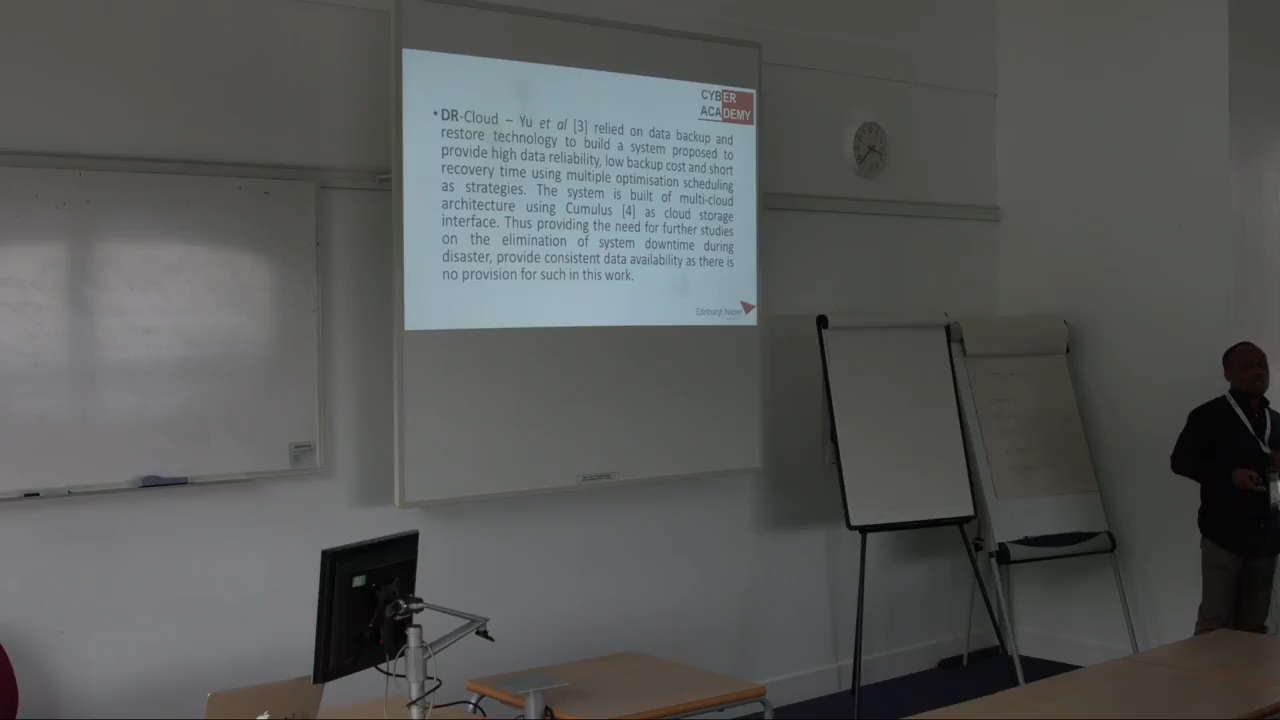 CYBER
ACADEMY
• DR-Cloud – Yu et al [3] relied on data backup and
restore technology to build a system proposed to
provide high data reliability, low backup cost and short
recovery time using multiple optimisation scheduling
as strategies. The system is built of multi-cloud
architecture using Cumulus [4] as cloud storage
interface. Thus providing the need for further studies
on the elimination of system downtime during
disaster, provide consistent data availability as there is
no provision for such in this work.
Edinburgh Napier